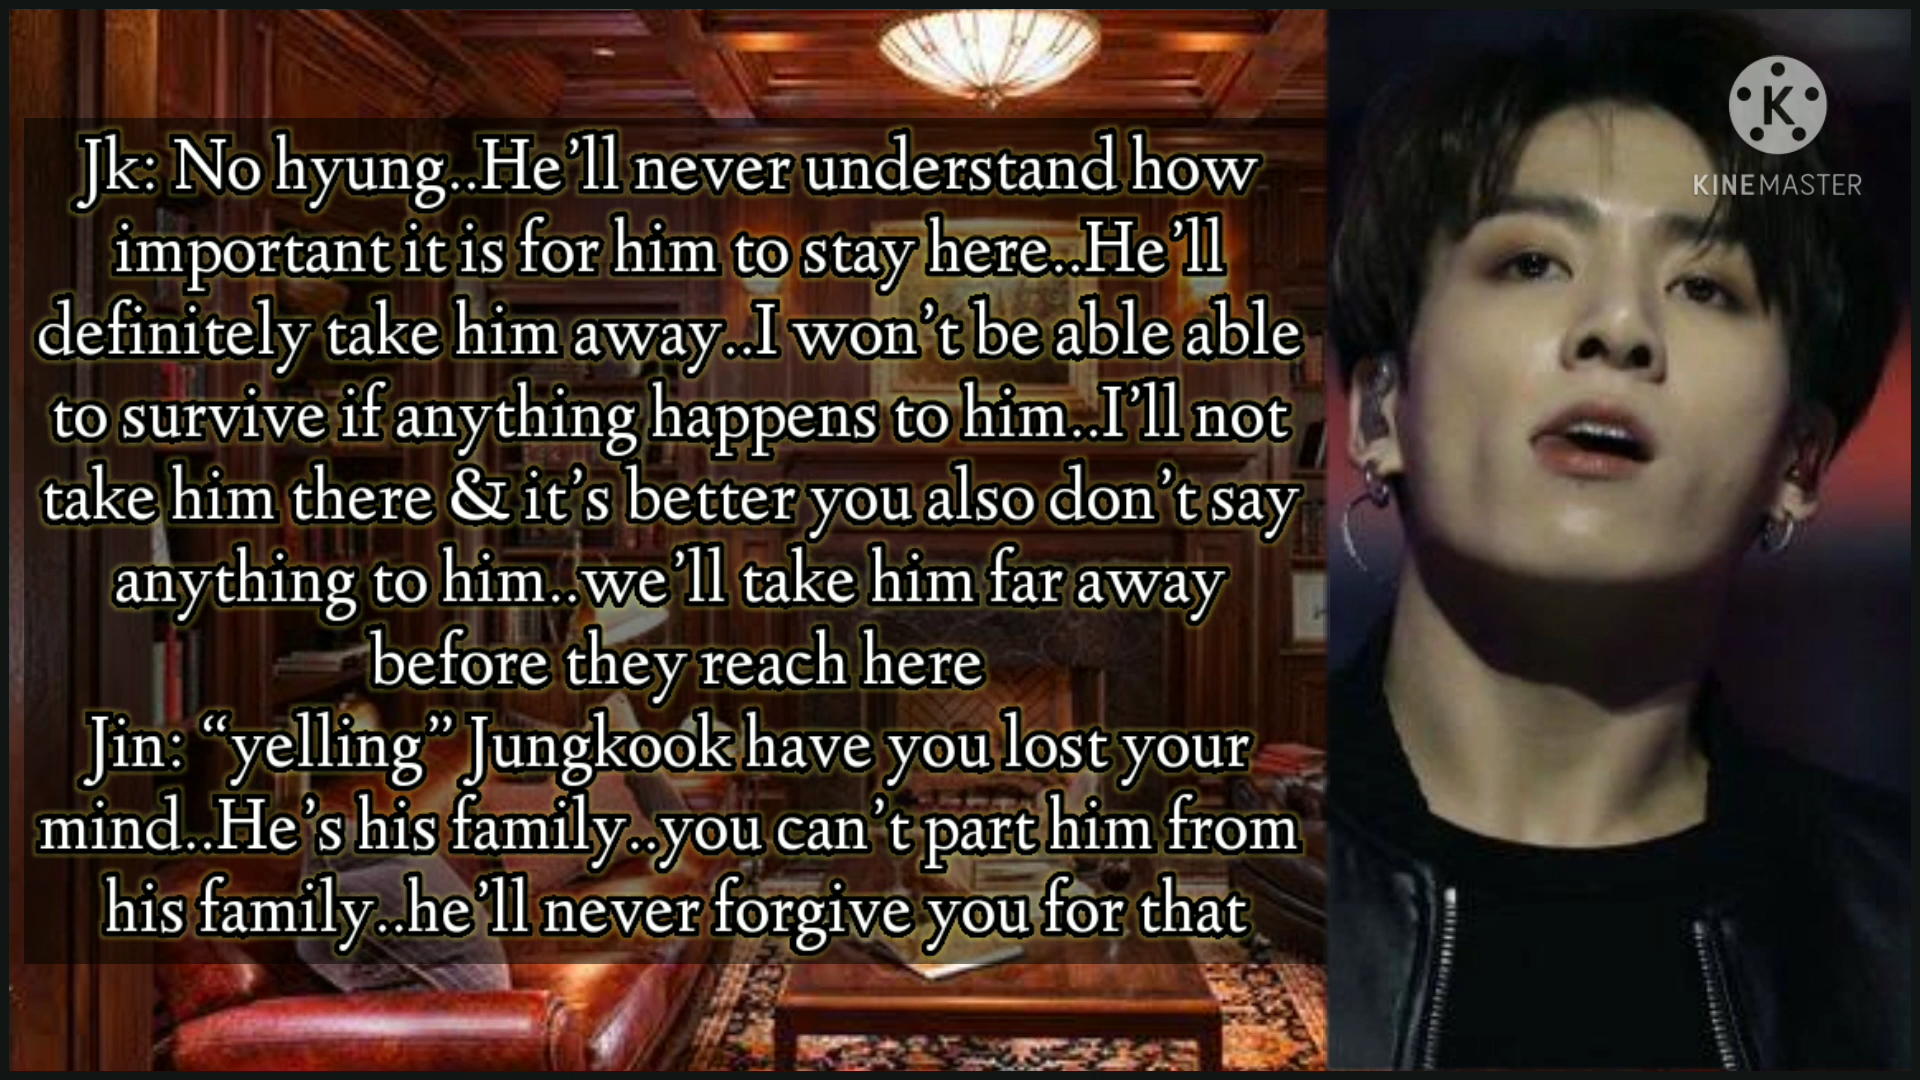 Jk: No hyung..He’ll never understand how
important it is for him to stay here..He’ll
definitely take him away..I won’t be able able
to survive if anything happens to him..I’ll not
take him there & it’s better you also don’t say
anything to him..we’ll take him far away
before they reach here
Jin: “yelling” Jungkook have you lost your
mind..He’s his family..you can’t part him from
his family..he’ll never forgive you for that
K
KINEMASTER